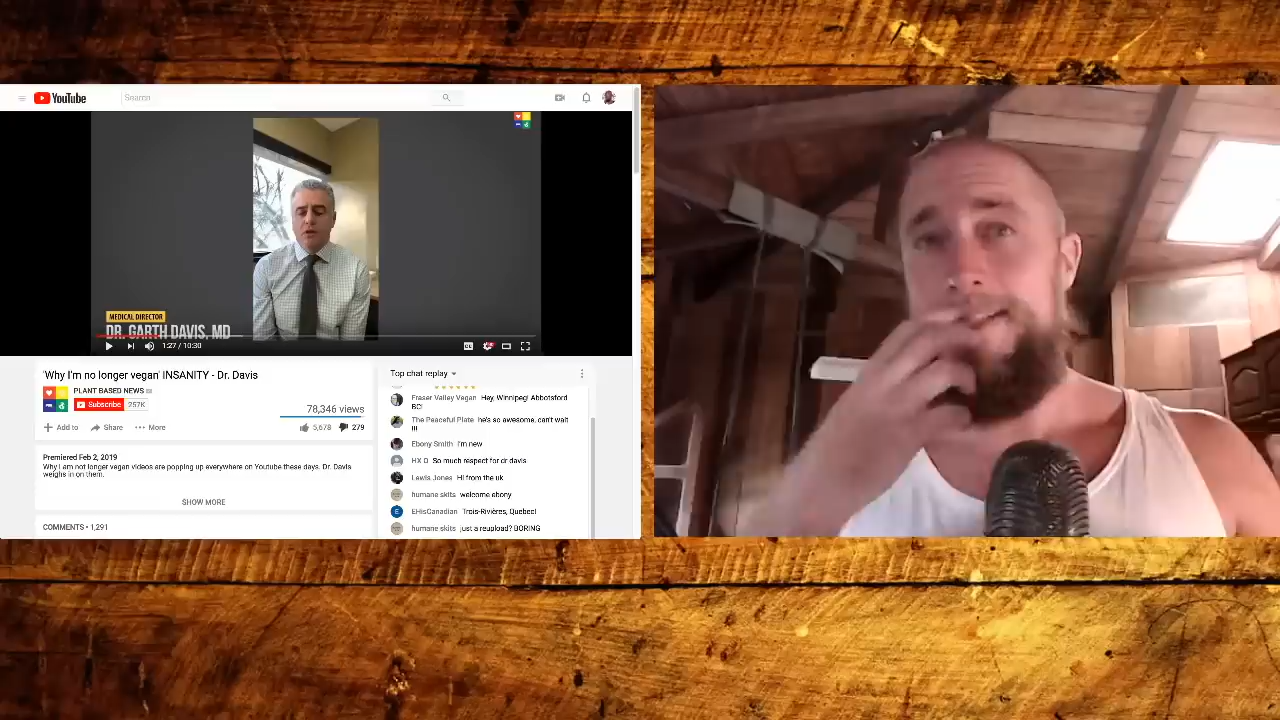 YouTube
Search
MEDICAL DIRECTOR
DR. GARTH DAVIS, MD
1:27 / 10:30
CC
'Why I'm no longer vegan' INSANITY - Dr. Davis
PLANT BASED NEWS
Subscribe 257K
78,346 views
Add to Share More
5,678 279
Premiered Feb 2, 2019
Why I am not longer vegan videos are popping up everywhere on Youtube these days. Dr. Davis
weighs in on them.
SHOW MORE
COMMENTS • 1,291
Top chat replay
Fraser Valley Vegan Hey, Winnipeg! Abbotsford
BC!
The Peaceful Plate he's so awesome, can't wait
!!!
Ebony Smith I'm new
HX D So much respect for dr davis
Lewis Jones Hi from the uk
humane skits welcome ebony
E EHisCanadian Trois-Rivières, Quebec!
humane skits just a reupload? BORING